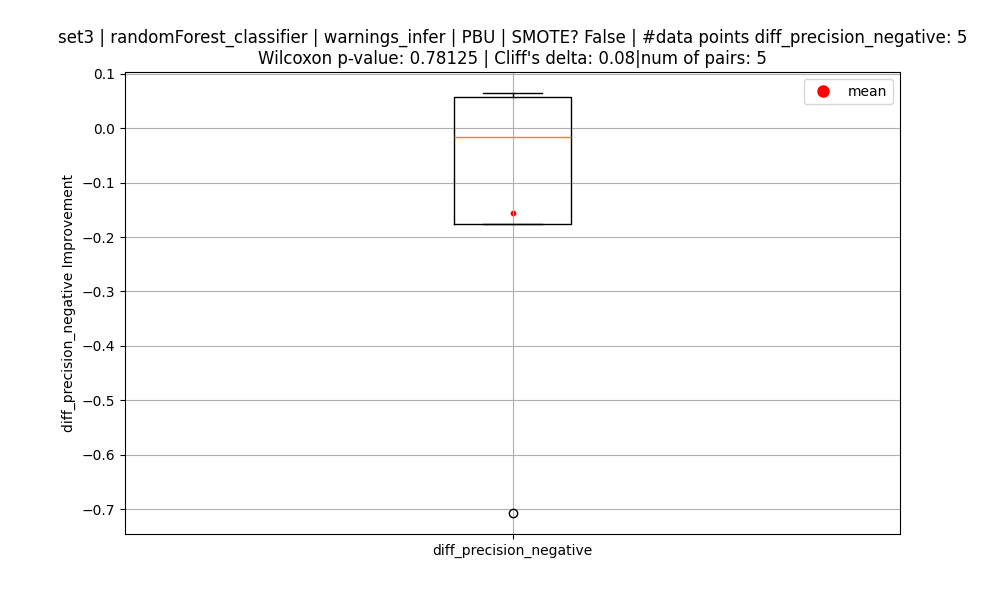 set3 | randomForest_classifier | warnings_infer | PBU | SMOTE? False | #data points diff_precision_negative: 5
Wilcoxon p-value: 0.78125 | Cliff's delta: 0.08|num of pairs: 5
mean
0.1
0.0
−0.1
−0.2
−0.3
−0.4
−0.5
−0.6
−0.7
diff_precision_negative Improvement
diff_precision_negative